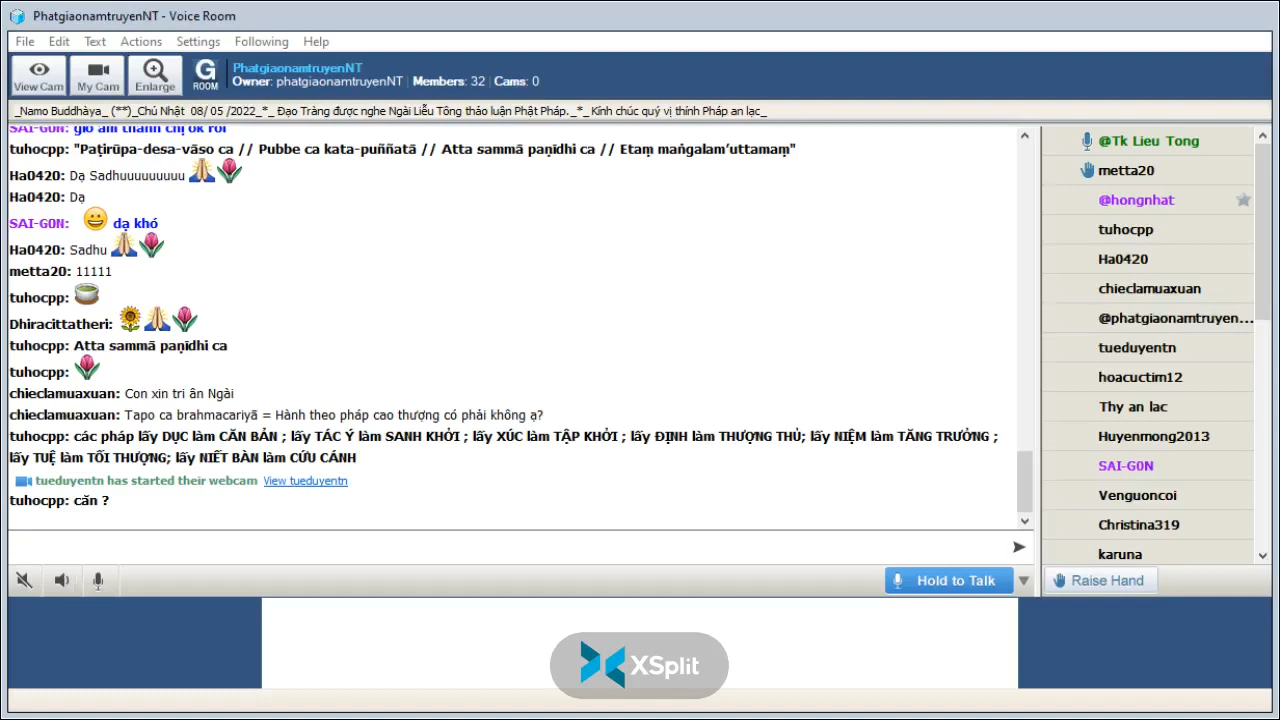 PhatgiaonamtruyenNT - Voice Room
File Edit Text Actions Settings Following Help
View Cam My Cam Enlarge G ROOM
PhatgiaonamtruyenNT
Owner: phatgiaonamtruyenNT | Members: 32 | Cams: 0
_Namo Buddhàya_ (**)_Chủ Nhật 08/ 05 /2022_*_ Đạo Tràng được nghe Ngài Liễu Tông thảo luận Phật Pháp._*_ Kính chúc quý vị thính Pháp an lạc_
SAI-G0N: giờ âm thanh chị ok rồi
tuhocpp: "Paṭirūpa-desa-vāso ca // Pubbe ca kata-puññatā // Atta sammā paṇidhi ca // Etaṃ maṅgalam’uttamaṃ"
Ha0420: Dạ Sadhuuuuuuuuu
Ha0420: Dạ
SAI-G0N: dạ khó
Ha0420: Sadhu
metta20: 11111
tuhocpp:
Dhiracittatheri:
tuhocpp: Atta sammā paṇidhi ca
tuhocpp:
chieclamuaxuan: Con xin tri ân Ngài
chieclamuaxuan: Tapo ca brahmacariyā = Hành theo pháp cao thượng có phải không ạ?
tuhocpp: các pháp lấy DỤC làm CĂN BẢN ; lấy TÁC Ý làm SANH KHỞI ; lấy XÚC làm TẬP KHỞI ; lấy ĐỊNH làm THƯỢNG THỦ; lấy NIỆM làm TĂNG TRƯỞNG ;
lấy TUỆ làm TỐI THƯỢNG; lấy NIẾT BÀN làm CỨU CÁNH
tueduyentn has started their webcam View tueduyentn
tuhocpp: căn ?
@Tk Lieu Tong
metta20
@hongnhat
tuhocpp
Ha0420
chieclamuaxuan
@phatgiaonamtruyen...
tueduyentn
hoacuctim12
Thy an lac
Huyenmong2013
SAI-G0N
Venguoncoi
Christina319
karuna
Hold to Talk
Raise Hand
XSplit